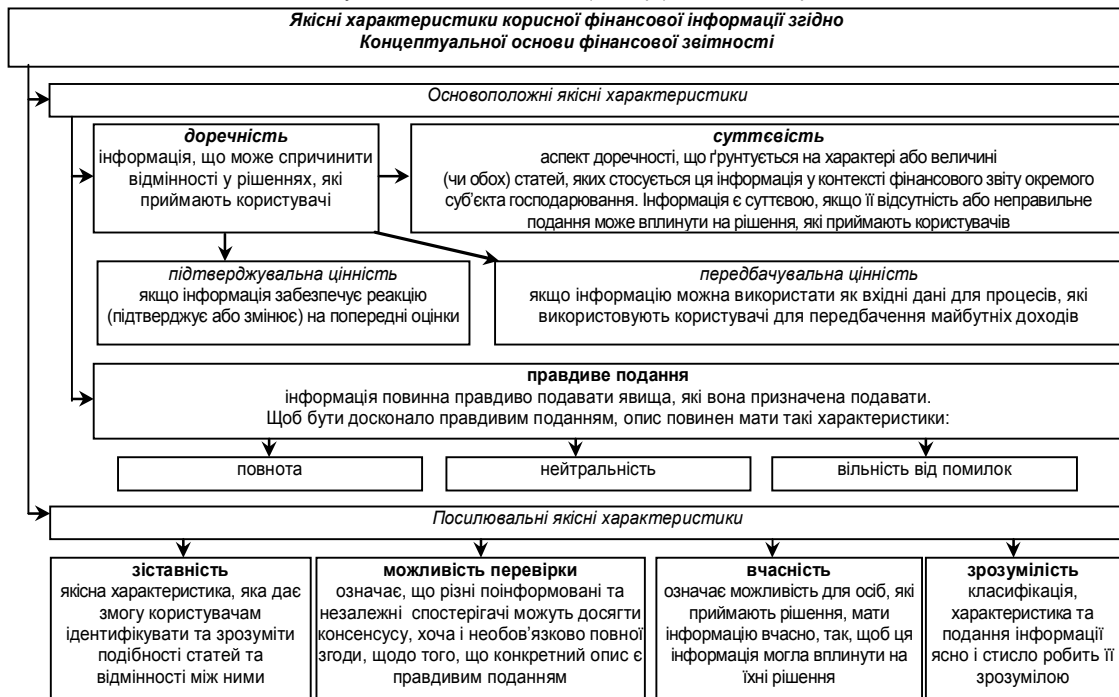 Якісні характеристики корисної фінансової інформації згідно
Концептуальної основи фінансової звітності
Основоположні якісні характеристики
доречність
інформація, що може спричинити
відмінності у рішеннях, які
приймають користувачі
суттєвість
аспект доречності, що ґрунтується на характері або величині
(чи обох) статей, яких стосується ця інформація у контексті фінансового звіту окремого
суб'єкта господарювання. Інформація є суттєвою, якщо її відсутність або неправильне
подання може вплинути на рішення, які приймають користувачів
підтверджувальна цінність
якщо інформація забезпечує реакцію
(підтверджує або змінює) на попередні оцінки
передбачувальна цінність
якщо інформацію можна використати як вхідні дані для процесів, які
використовують користувачі для передбачення майбутніх доходів
правдиве подання
інформація повинна правдиво подавати явища, які вона призначена подавати.
Щоб бути досконало правдивим поданням, опис повинен мати такі характеристики:
повнота
нейтральність
вільність від помилок
Посилювальні якісні характеристики
зіставність
якісна характеристика, яка дає
змогу користувачам
ідентифікувати та зрозуміти
подібності статей та
відмінності між ними
можливість перевірки
означає, що різні поінформовані та
незалежні спостерігачі можуть досягти
консенсусу, хоча і необов'язково повної
згоди, щодо того, що конкретний опис є
правдивим поданням
вчасність
означає можливість для осіб, які
приймають рішення, мати
інформацію вчасно, так, щоб ця
інформація могла вплинути на
їхні рішення
зрозумілість
класифікація,
характеристика та
подання інформації
ясно і стисло робить її
зрозумілою